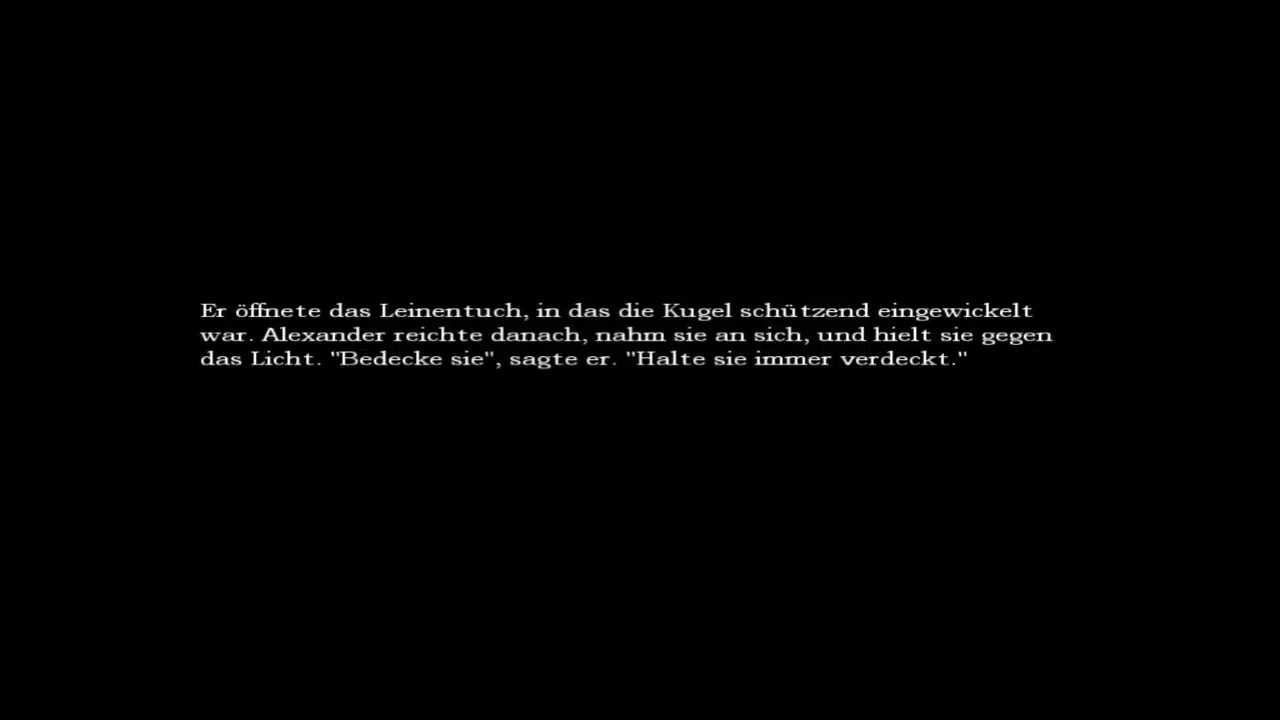 Er öffnete das Leinentuch, in das die Kugel schützend eingewickelt
war. Alexander reichte danach, nahm sie an sich, und hielt sie gegen
das Licht. "Bedecke sie", sagte er. "Halte sie immer verdeckt."